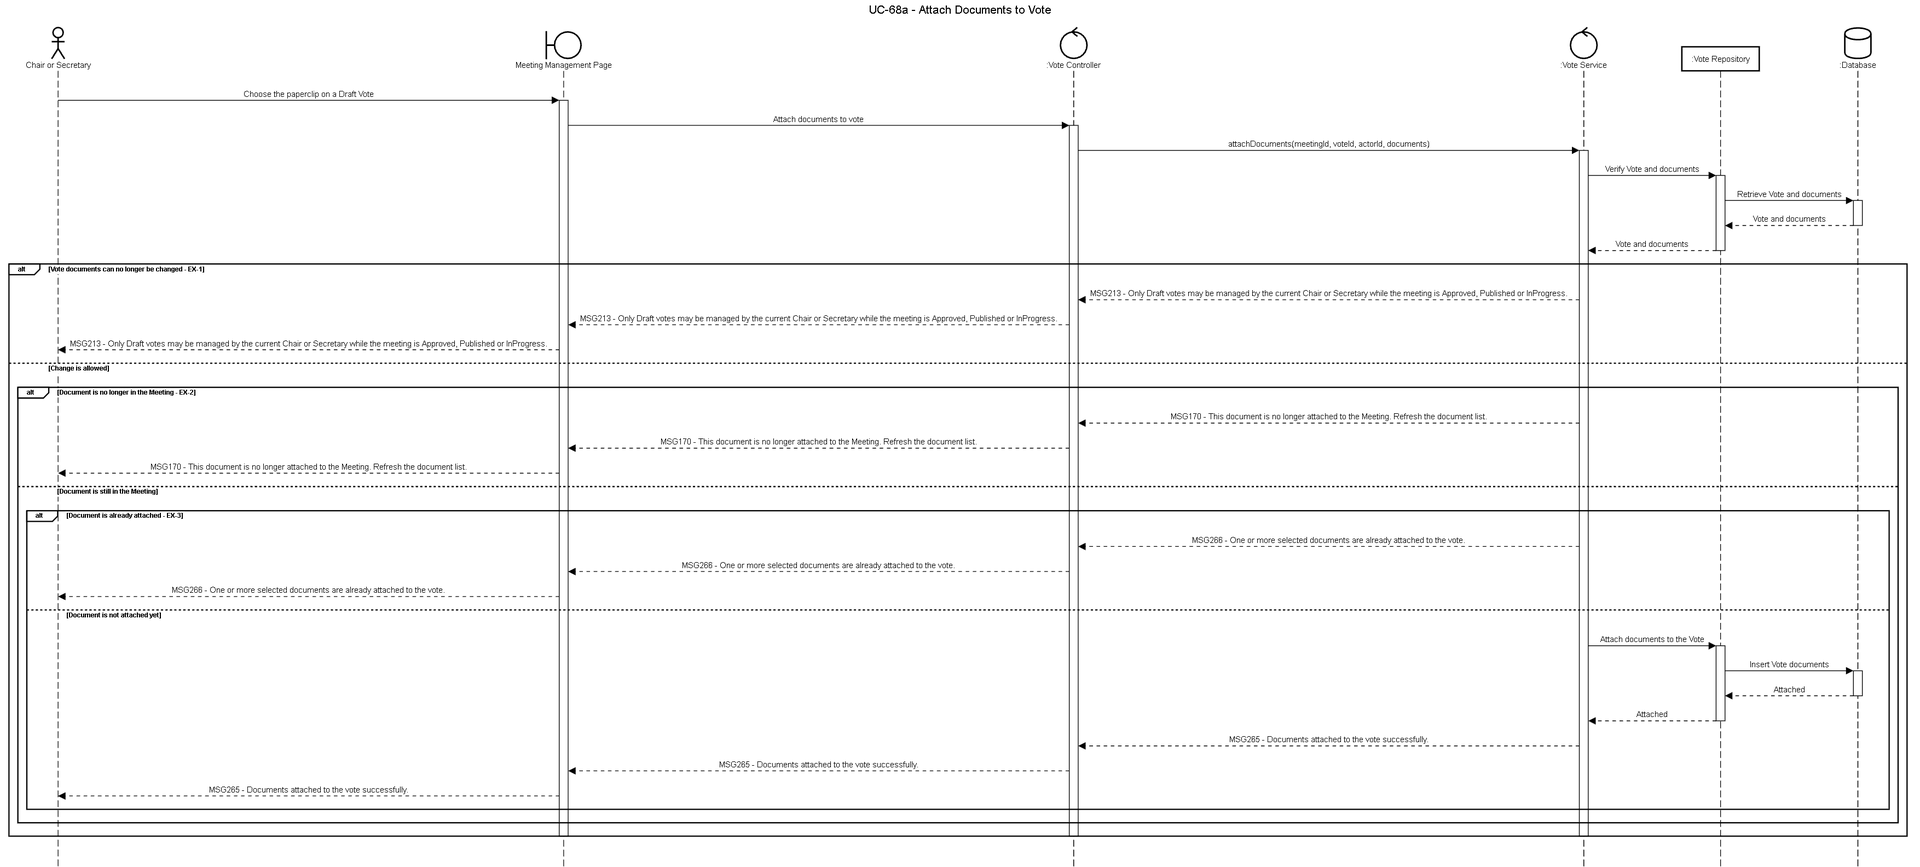 UC-68a - Attach Documents to Vote
Chair or Secretary
Meeting Management Page
:Vote Controller
:Vote Service
:Vote Repository
:Database
Choose the paperclip on a Draft Vote
Attach documents to vote
attachDocuments(meetingId, voteId, actorId, documents)
Verify Vote and documents
Retrieve Vote and documents
Vote and documents
Vote and documents
alt [Vote documents can no longer be changed - EX-1]
MSG213 - Only Draft votes may be managed by the current Chair or Secretary while the meeting is Approved, Published or InProgress.
MSG213 - Only Draft votes may be managed by the current Chair or Secretary while the meeting is Approved, Published or InProgress.
MSG213 - Only Draft votes may be managed by the current Chair or Secretary while the meeting is Approved, Published or InProgress.
[Change is allowed]
alt [Document is no longer in the Meeting - EX-2]
MSG170 - This document is no longer attached to the Meeting. Refresh the document list.
MSG170 - This document is no longer attached to the Meeting. Refresh the document list.
MSG170 - This document is no longer attached to the Meeting. Refresh the document list.
[Document is still in the Meeting]
alt [Document is already attached - EX-3]
MSG266 - One or more selected documents are already attached to the vote.
MSG266 - One or more selected documents are already attached to the vote.
MSG266 - One or more selected documents are already attached to the vote.
[Document is not attached yet]
Attach documents to the Vote
Insert Vote documents
Attached
Attached
MSG265 - Documents attached to the vote successfully.
MSG265 - Documents attached to the vote successfully.
MSG265 - Documents attached to the vote successfully.